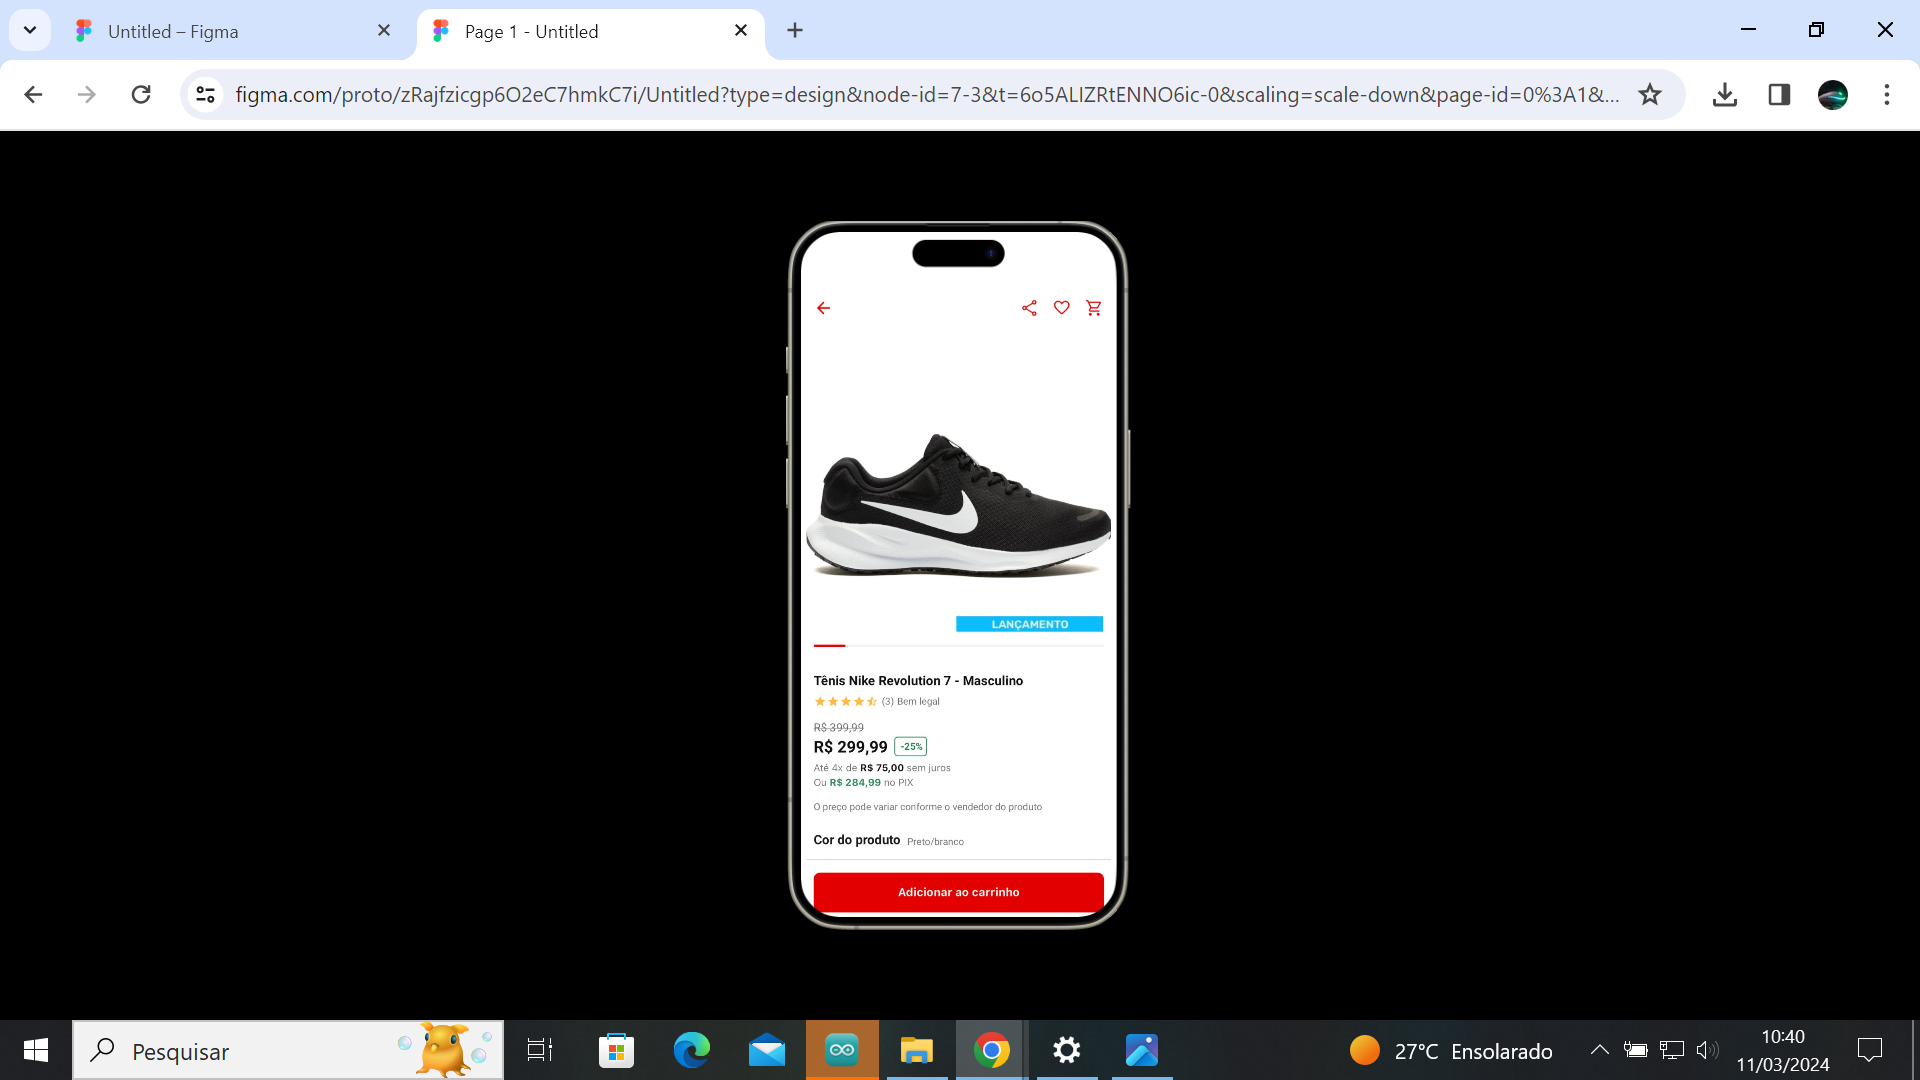 Untitled – Figma
Page 1 - Untitled
figma.com/proto/zRajfzicgp6O2eC7hmkC7i/Untitled?type=design&node-id=7-3&t=6o5ALIZRtENNO6ic-0&scaling=scale-down&page-id=0%3A1&...
LANÇAMENTO
Tênis Nike Revolution 7 - Masculino
(3) Bem legal
R$ 399,99
R$ 299,99 -25%
Até 4x de R$ 75,00 sem juros
Ou R$ 284,99 no PIX
O preço pode variar conforme o vendedor do produto
Cor do produto Preto/branco
Adicionar ao carrinho
Pesquisar
27°C Ensolarado
10:40
11/03/2024